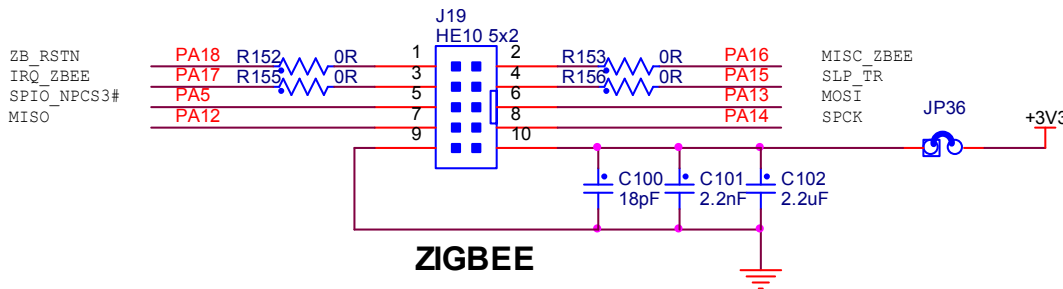 J19
HE10 5x2
ZB_RSTN PA18 R152 0R 1 2 R153 0R PA16 MISC_ZBEE
IRQ_ZBEE PA17 R155 0R 3 4 R156 0R PA15 SLP_TR
SPI0_NPCS3# PA5 5 6 PA13 MOSI
MISO PA12 7 8 PA14 SPCK
9 10
JP36
+3V3
C100 C101 C102
18pF 2.2nF 2.2uF
ZIGBEE